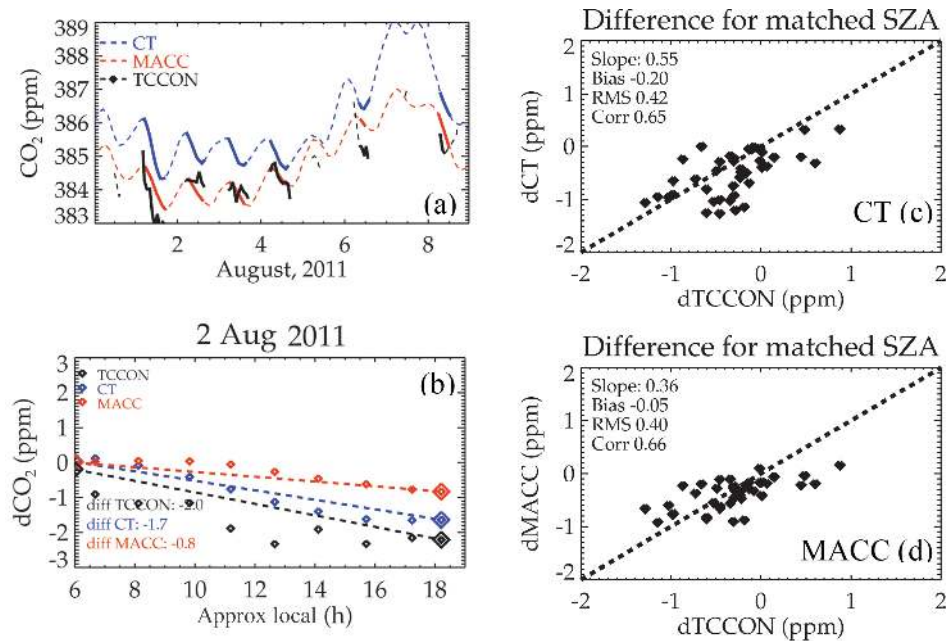 389
388
387
386
385
384
383
CO₂ (ppm)
CT
MACC
TCCON
(a)
2 4 6 8
August, 2011
Difference for matched SZA
2
1
0
-1
-2
dCT (ppm)
Slope: 0.55
Bias -0.20
RMS 0.42
Corr 0.65
CT (c)
-2 -1 0 1 2
dTCCON (ppm)
2 Aug 2011
3
2
1
0
-1
-2
-3
dCO₂ (ppm)
TCCON
CT
MACC
(b)
diff TCCON: -2.0
diff CT: -1.7
diff MACC: -0.8
6 8 10 12 14 16 18
Approx local (h)
Difference for matched SZA
2
1
0
-1
-2
dMACC (ppm)
Slope: 0.36
Bias -0.05
RMS 0.40
Corr 0.66
MACC (d)
-2 -1 0 1 2
dTCCON (ppm)